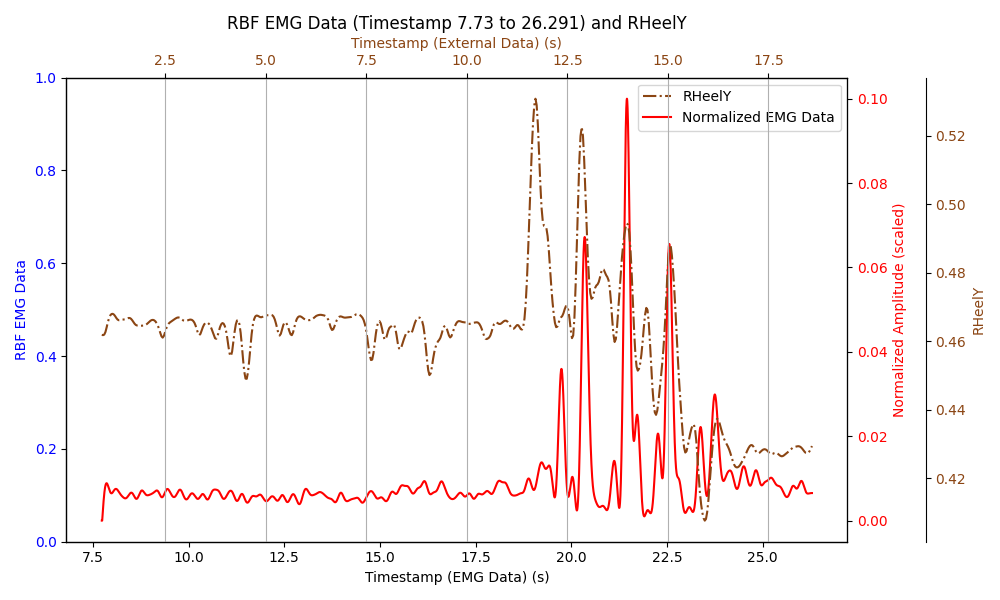 RBF EMG Data (Timestamp 7.73 to 26.291) and RHeelY
Timestamp (External Data) (s)
2.5 5.0 7.5 10.0 12.5 15.0 17.5
RHeelY
Normalized EMG Data
RBF EMG Data
1.0
0.8
0.6
0.4
0.2
0.0
Normalized Amplitude (scaled)
0.10
0.08
0.06
0.04
0.02
0.00
RHeelY
0.52
0.50
0.48
0.46
0.44
0.42
7.5 10.0 12.5 15.0 17.5 20.0 22.5 25.0
Timestamp (EMG Data) (s)